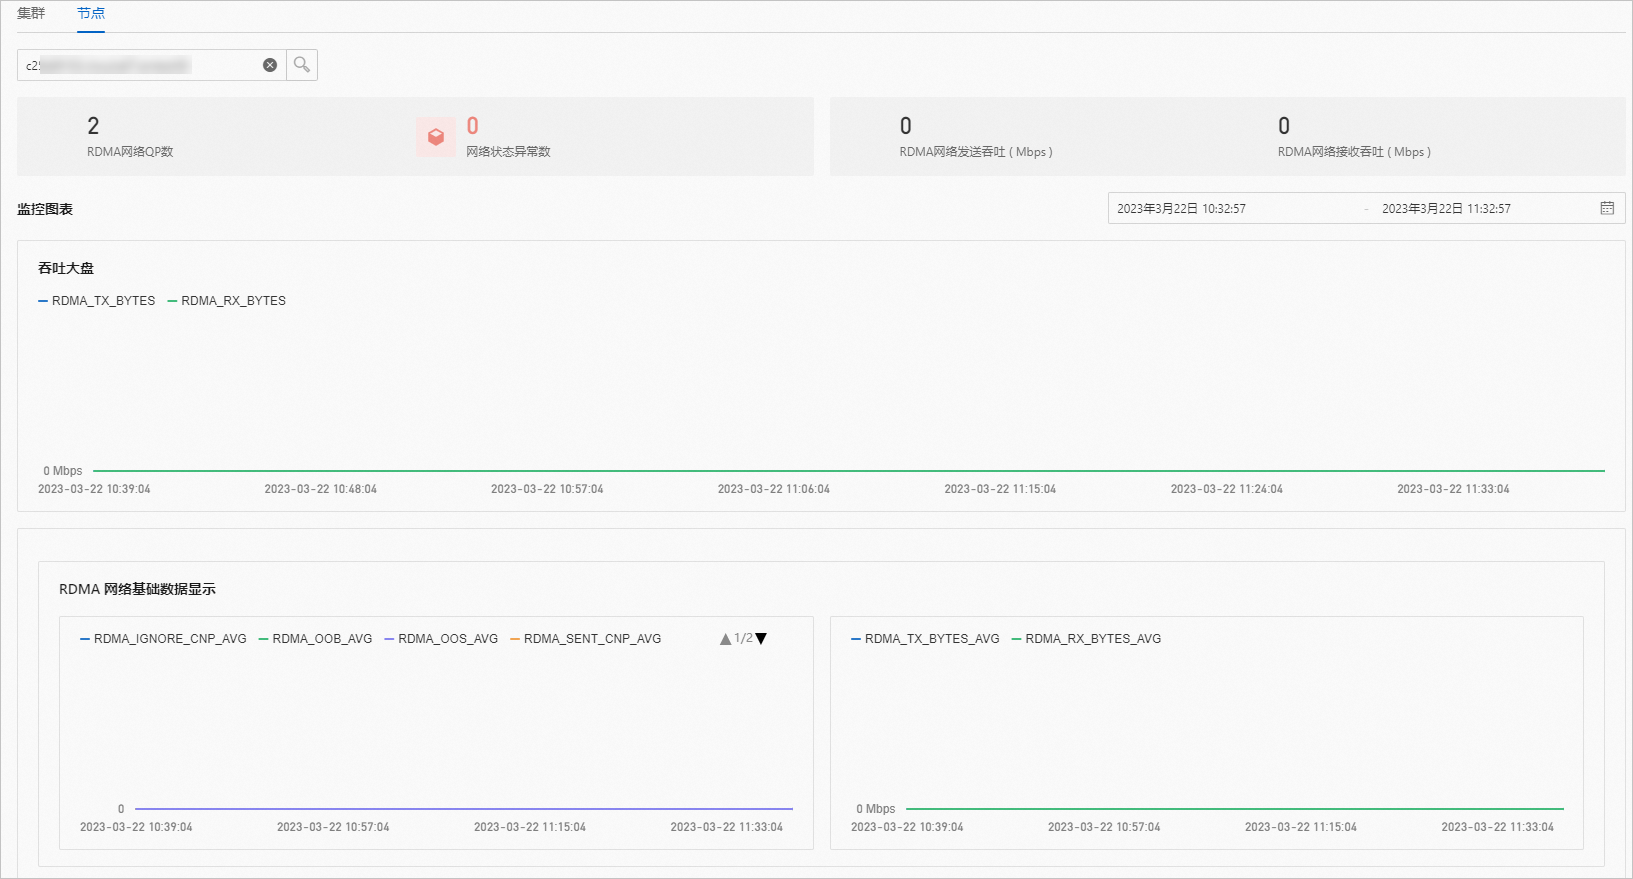 集群 节点
RDMA网络QP数
2
网络状态异常数
0
RDMA网络发送吞吐 ( Mbps )
0
RDMA网络接收吞吐 ( Mbps )
0
监控图表
2023年3月22日 10:32:57 - 2023年3月22日 11:32:57
吞吐大盘
RDMA_TX_BYTES RDMA_RX_BYTES
0 Mbps
2023-03-22 10:39:04 2023-03-22 10:48:04 2023-03-22 10:57:04 2023-03-22 11:06:04 2023-03-22 11:15:04 2023-03-22 11:24:04 2023-03-22 11:33:04
RDMA 网络基础数据显示
RDMA_IGNORE_CNP_AVG RDMA_OOB_AVG RDMA_OOS_AVG RDMA_SENT_CNP_AVG 1/2
0
2023-03-22 10:39:04 2023-03-22 10:57:04 2023-03-22 11:15:04 2023-03-22 11:33:04
RDMA_TX_BYTES_AVG RDMA_RX_BYTES_AVG
0 Mbps
2023-03-22 10:39:04 2023-03-22 10:57:04 2023-03-22 11:15:04 2023-03-22 11:33:04